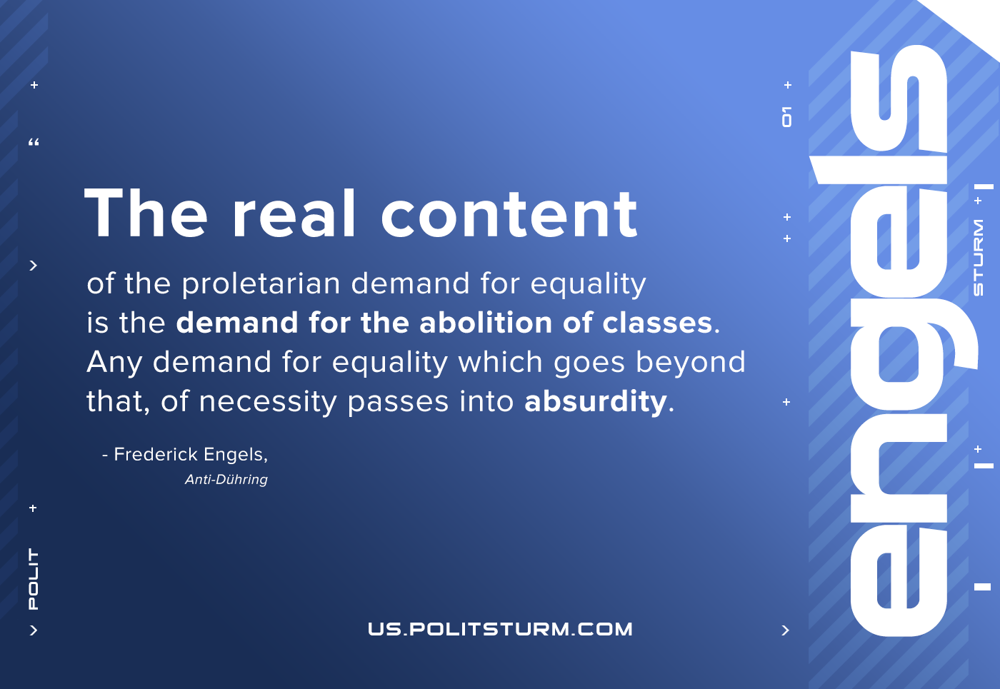 “
The real content
of the proletarian demand for equality
is the demand for the abolition of classes.
Any demand for equality which goes beyond
that, of necessity passes into absurdity.
- Frederick Engels,
Anti-Dühring
POLIT
US.POLITSTURM.COM
01
engels
STURM